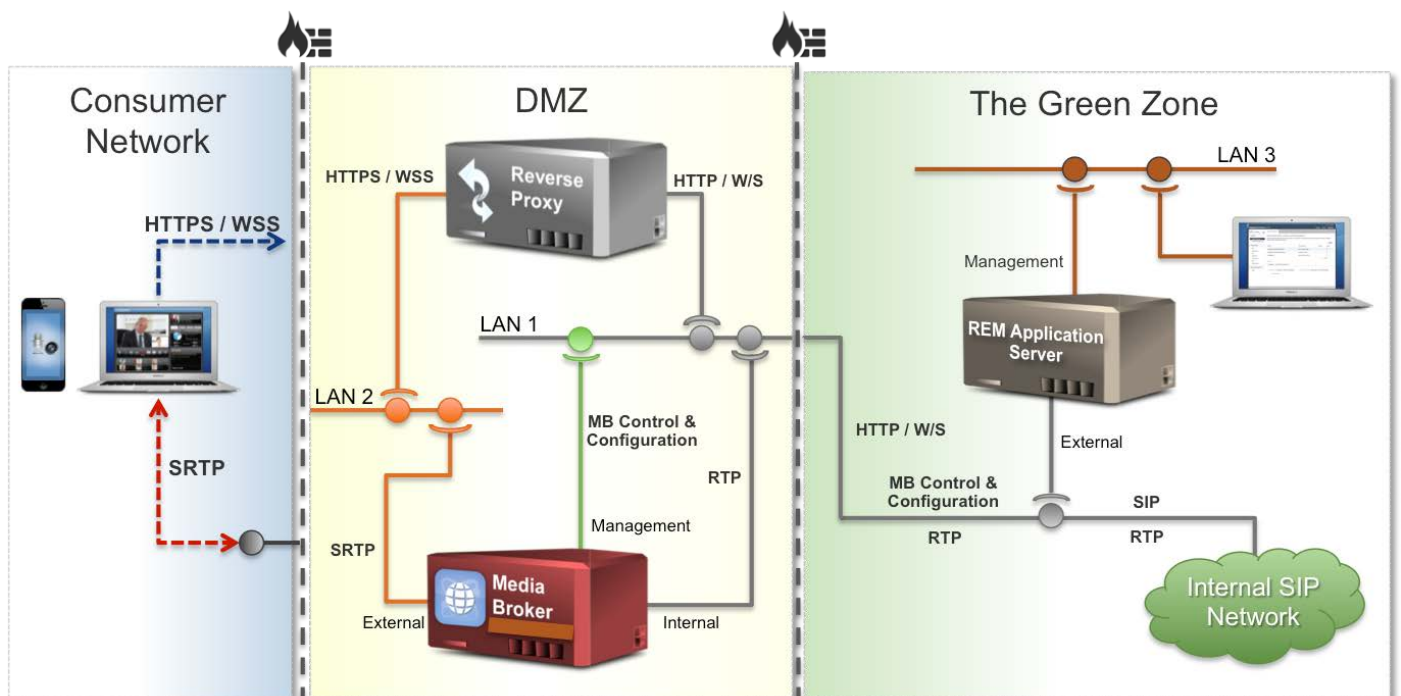 Consumer
Network
HTTPS / WSS
SRTP
DMZ
HTTPS / WSS
Reverse
Proxy
HTTP / W/S
LAN 1
LAN 2
MB Control &
Configuration
RTP
Management
SRTP
Media
Broker
External
Internal
The Green Zone
LAN 3
Management
REM Application
Server
HTTP / W/S
External
MB Control &
Configuration
SIP
RTP
RTP
Internal SIP
Network